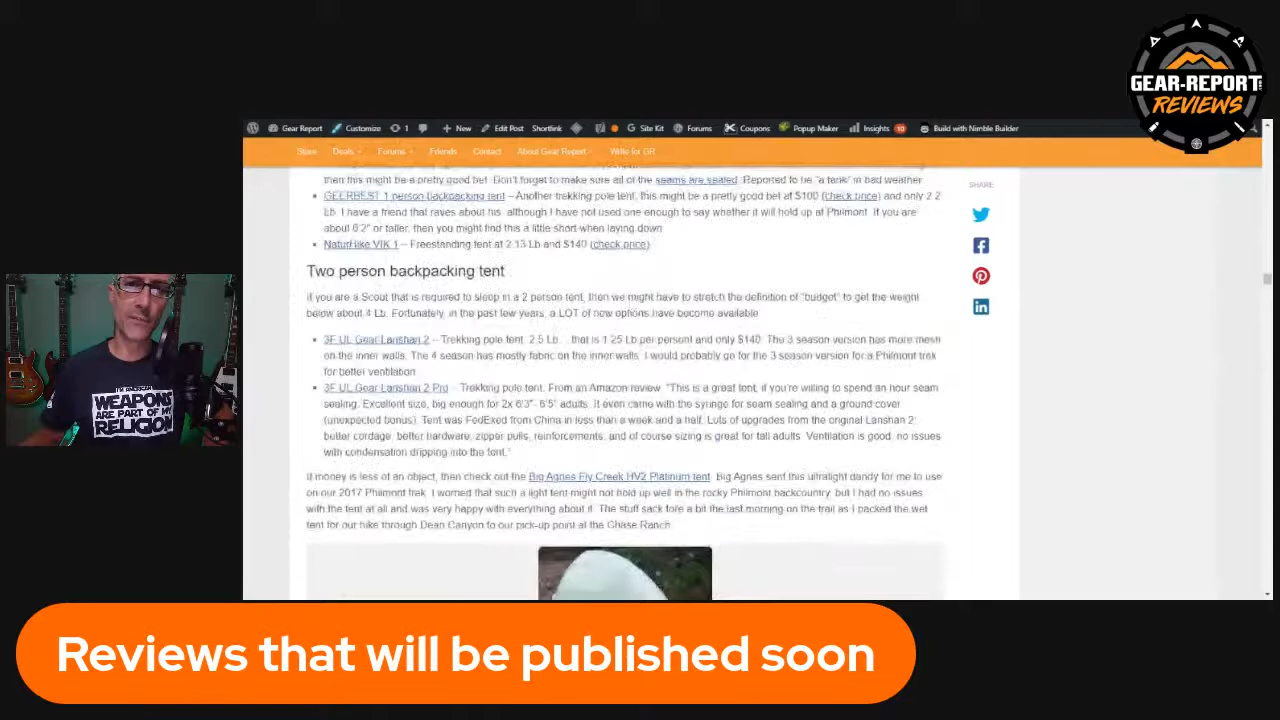 GEAR-REPORT
REVIEWS
Gear Report Customize 1 New Edit Post Shortlink Site Kit Forums Coupons Popup Maker Insights 10 Build with Nimble Builder
Store Deals Forums Friends Contact About Gear Report Write for GR
then this might be a pretty good bet. Don't forget to make sure all of the seams are sealed. Reported to be "a tank" in bad weather
SHARE
GEERBEST 1 person backpacking tent – Another trekking pole tent, this might be a pretty good bet at $100 (check price) and only 2.2
Lb. I have a friend that raves about his, although I have not used one enough to say whether it will hold up at Philmont. If you are
about 6'2" or taller, then you might find this a little short when laying down
Naturflike VIK 1 – Freestanding tent at 2.13 Lb and $140 (check price)
Two person backpacking tent
If you are a Scout that is required to sleep in a 2 person tent, then we might have to stretch the definition of "budget" to get the weight
below about 4 Lb. Fortunately, in the past few years, a LOT of new options have become available
3F UL Gear Lanshan 2 – Trekking pole tent, 2.5 Lb... that is 1.25 Lb per person! and only $140. The 3 season version has more mesh
on the inner walls. The 4 season has mostly fabric on the inner walls. I would probably go for the 3 season version for a Philmont trek
for better ventilation.
3F UL Gear Lanshan 2 Pro – Trekking pole tent. From an Amazon review: "This is a great tent, if you're willing to spend an hour seam
sealing. Excellent size, big enough for 2x 6'3"- 6'5" adults. It even came with the syringe for seam sealing and a ground cover
(unexpected bonus). Tent was FedExed from China in less than a week and a half. Lots of upgrades from the original Lanshan 2:
better cordage, better hardware, zipper pulls, reinforcements, and of course sizing is great for tall adults. Ventilation is good, no issues
with condensation dripping into the tent."
If money is less of an object, then check out the Big Agnes Fly Creek HV2 Platinum tent. Big Agnes sent this ultralight dandy for me to use
on our 2017 Philmont trek. I worried that such a light tent might not hold up well in the rocky Philmont backcountry, but I had no issues
with the tent at all and was very happy with everything about it. The stuff sack tore a bit the last morning on the trail as I packed the wet
tent for our hike through Dean Canyon to our pick-up point at the Chase Ranch
I'M AMERICAN
WEAPONS
ARE PART OF MY
RELIGION
Reviews that will be published soon